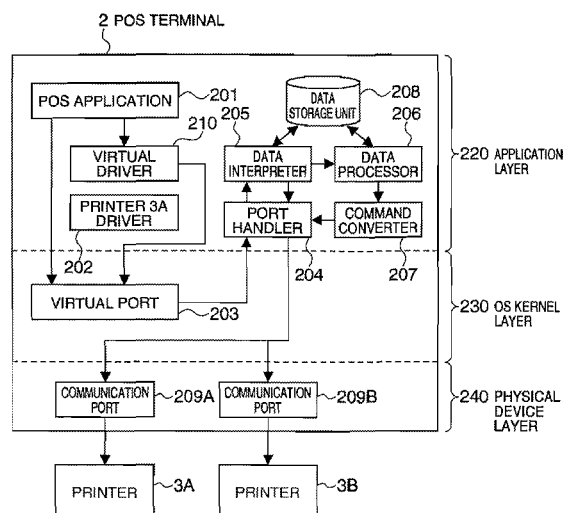 2 POS TERMINAL
POS APPLICATION
201
210
VIRTUAL
DRIVER
PRINTER 3A
DRIVER
202
VIRTUAL PORT
203
DATA
STORAGE UNIT
208
205
206
DATA
INTERPRETER
DATA
PROCESSOR
PORT
HANDLER
COMMAND
CONVERTER
204
207
220 APPLICATION
LAYER
230 OS KERNEL
LAYER
COMMUNICATION
PORT
209A
COMMUNICATION
PORT
209B
240 PHYSICAL
DEVICE
LAYER
PRINTER
3A
PRINTER
3B